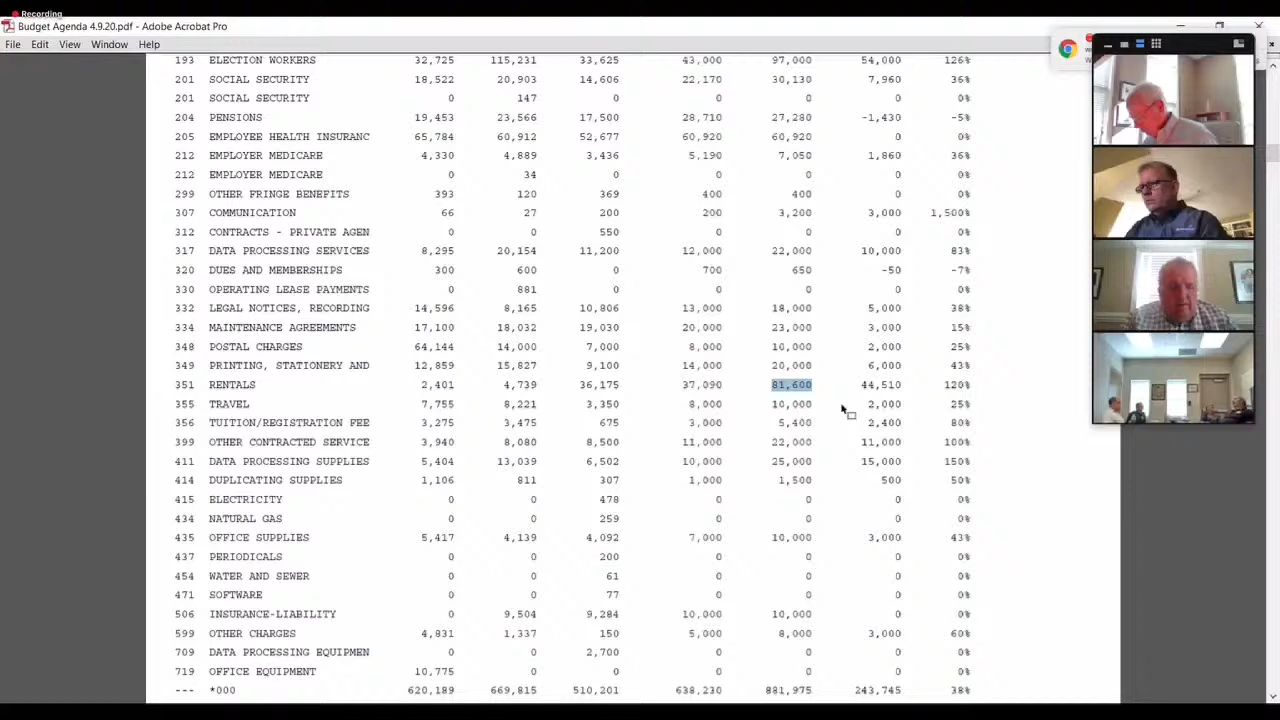 Recording
Budget Agenda 4.9.20.pdf - Adobe Acrobat Pro
File Edit View Window Help
193 ELECTION WORKERS 32,725 115,231 33,625 43,000 97,000 54,000 126%
201 SOCIAL SECURITY 18,522 20,903 14,606 22,170 30,130 7,960 36%
201 SOCIAL SECURITY 0 147 0 0 0 0 0%
204 PENSIONS 19,453 23,566 17,500 28,710 27,280 -1,430 -5%
205 EMPLOYEE HEALTH INSURANC 65,784 60,912 52,677 60,920 60,920 0 0%
212 EMPLOYER MEDICARE 4,330 4,889 3,436 5,190 7,050 1,860 36%
212 EMPLOYER MEDICARE 0 34 0 0 0 0 0%
299 OTHER FRINGE BENEFITS 393 120 369 400 400 0 0%
307 COMMUNICATION 66 27 200 200 3,200 3,000 1,500%
312 CONTRACTS - PRIVATE AGEN 0 0 550 0 0 0 0%
317 DATA PROCESSING SERVICES 8,295 20,154 11,200 12,000 22,000 10,000 83%
320 DUES AND MEMBERSHIPS 300 600 0 700 650 -50 -7%
330 OPERATING LEASE PAYMENTS 0 881 0 0 0 0 0%
332 LEGAL NOTICES, RECORDING 14,596 8,165 10,806 13,000 18,000 5,000 38%
334 MAINTENANCE AGREEMENTS 17,100 18,032 19,030 20,000 23,000 3,000 15%
348 POSTAL CHARGES 64,144 14,000 7,000 8,000 10,000 2,000 25%
349 PRINTING, STATIONERY AND 12,859 15,827 9,100 14,000 20,000 6,000 43%
351 RENTALS 2,401 4,739 36,175 37,090 81,600 44,510 120%
355 TRAVEL 7,755 8,221 3,350 8,000 10,000 2,000 25%
356 TUITION/REGISTRATION FEE 3,275 3,475 675 3,000 5,400 2,400 80%
399 OTHER CONTRACTED SERVICE 3,940 8,080 8,500 11,000 22,000 11,000 100%
411 DATA PROCESSING SUPPLIES 5,404 13,039 6,502 10,000 25,000 15,000 150%
414 DUPLICATING SUPPLIES 1,106 811 307 1,000 1,500 500 50%
415 ELECTRICITY 0 0 478 0 0 0 0%
434 NATURAL GAS 0 0 259 0 0 0 0%
435 OFFICE SUPPLIES 5,417 4,139 4,092 7,000 10,000 3,000 43%
437 PERIODICALS 0 0 200 0 0 0 0%
454 WATER AND SEWER 0 0 61 0 0 0 0%
471 SOFTWARE 0 0 77 0 0 0 0%
506 INSURANCE-LIABILITY 0 9,504 9,284 10,000 10,000 0 0%
599 OTHER CHARGES 4,831 1,337 150 5,000 8,000 3,000 60%
709 DATA PROCESSING EQUIPMEN 0 0 2,700 0 0 0 0%
719 OFFICE EQUIPMENT 10,775 0 0 0 0 0 0%
--- *000 620,189 669,815 510,201 638,230 881,975 243,745 38%